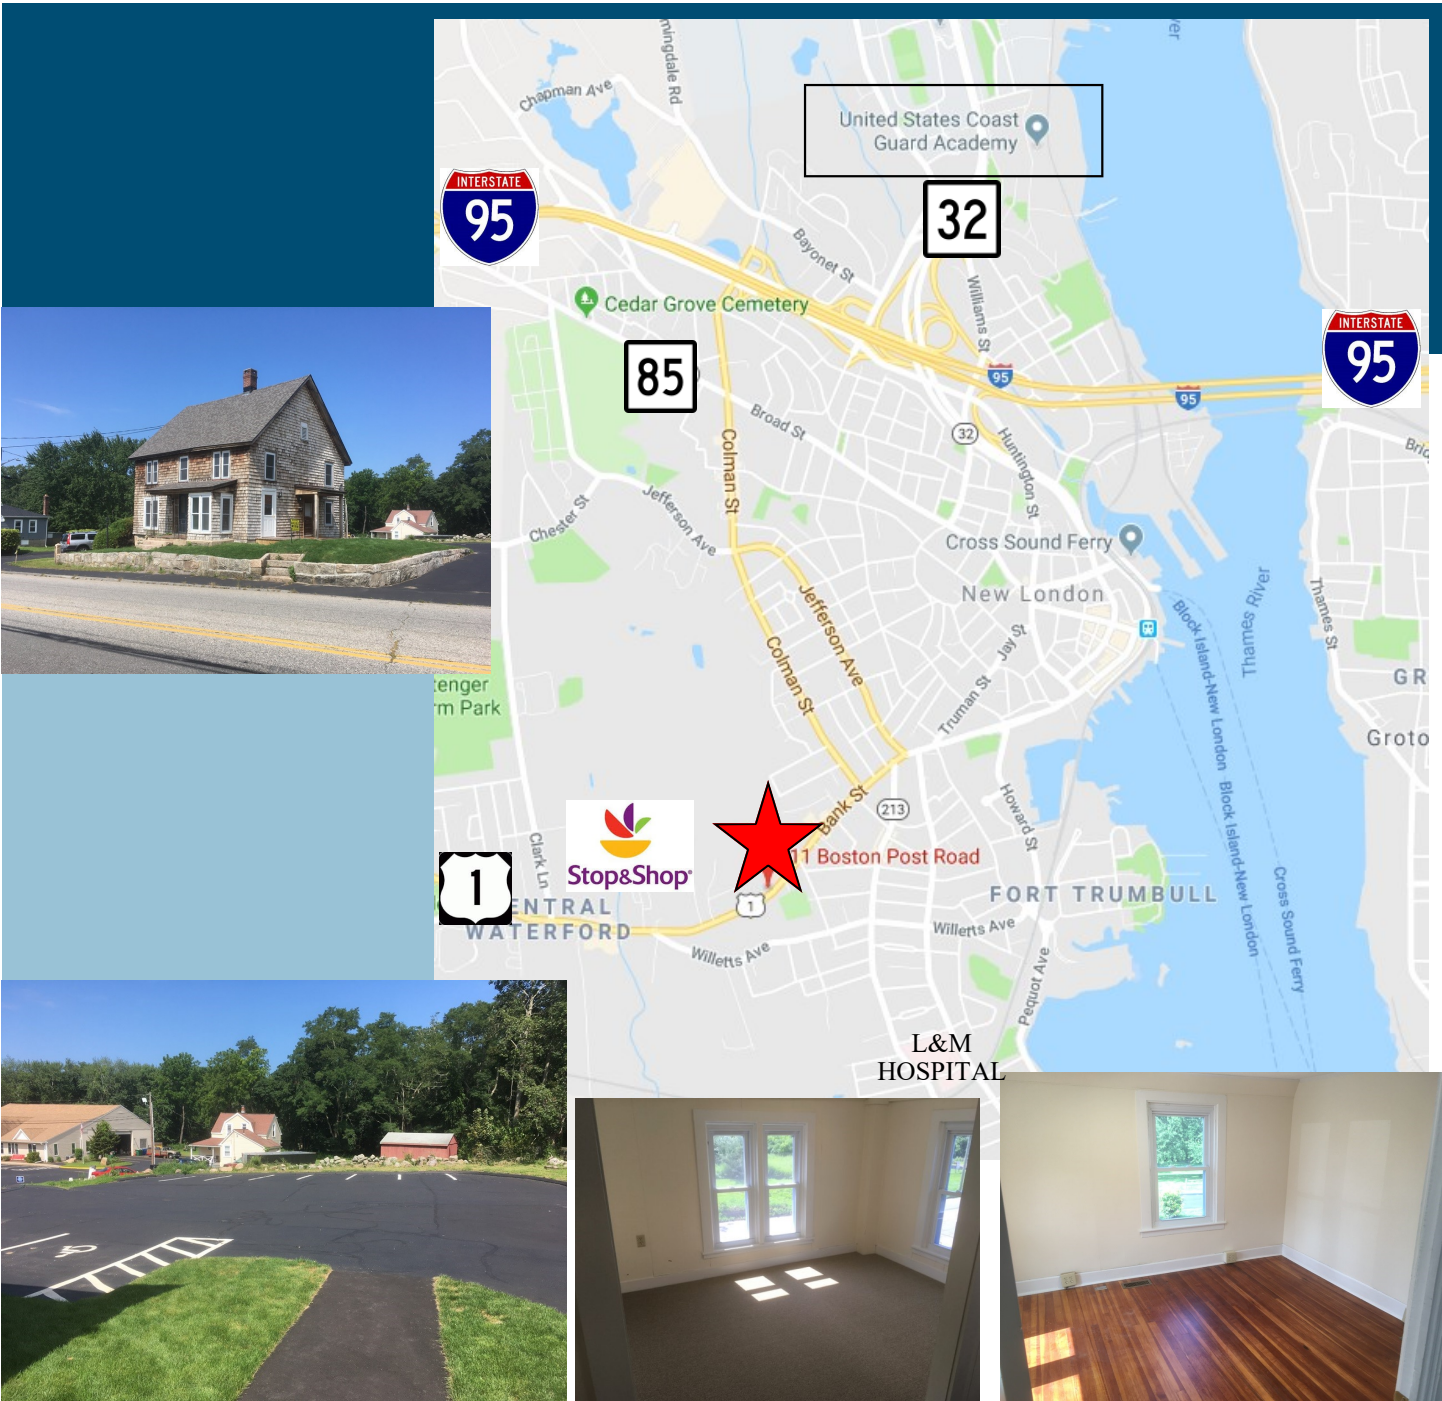 Chapman Ave
mingdale Rd
United States Coast
Guard Academy
INTERSTATE
95
32
Bayonet St
Williams St
Cedar Grove Cemetery
INTERSTATE
95
85
95
95
Broad St
32
Huntington St
Colman St
Jefferson Ave
Chester St
Cross Sound Ferry
New London
Thames River
Thames St
Jefferson Ave
Colman St
Jay St
Truman St
Block Island-New London
Block Island-New London
GR
Groto
tenger
rm Park
Bank St
213
Howard St
Stop&Shop
11 Boston Post Road
Clark Ln
1
1
ENTRAL
WATERFORD
FORT TRUMBULL
Willetts Ave
Willetts Ave
Cross Sound Ferry
Pequot Ave
L&M
HOSPITAL